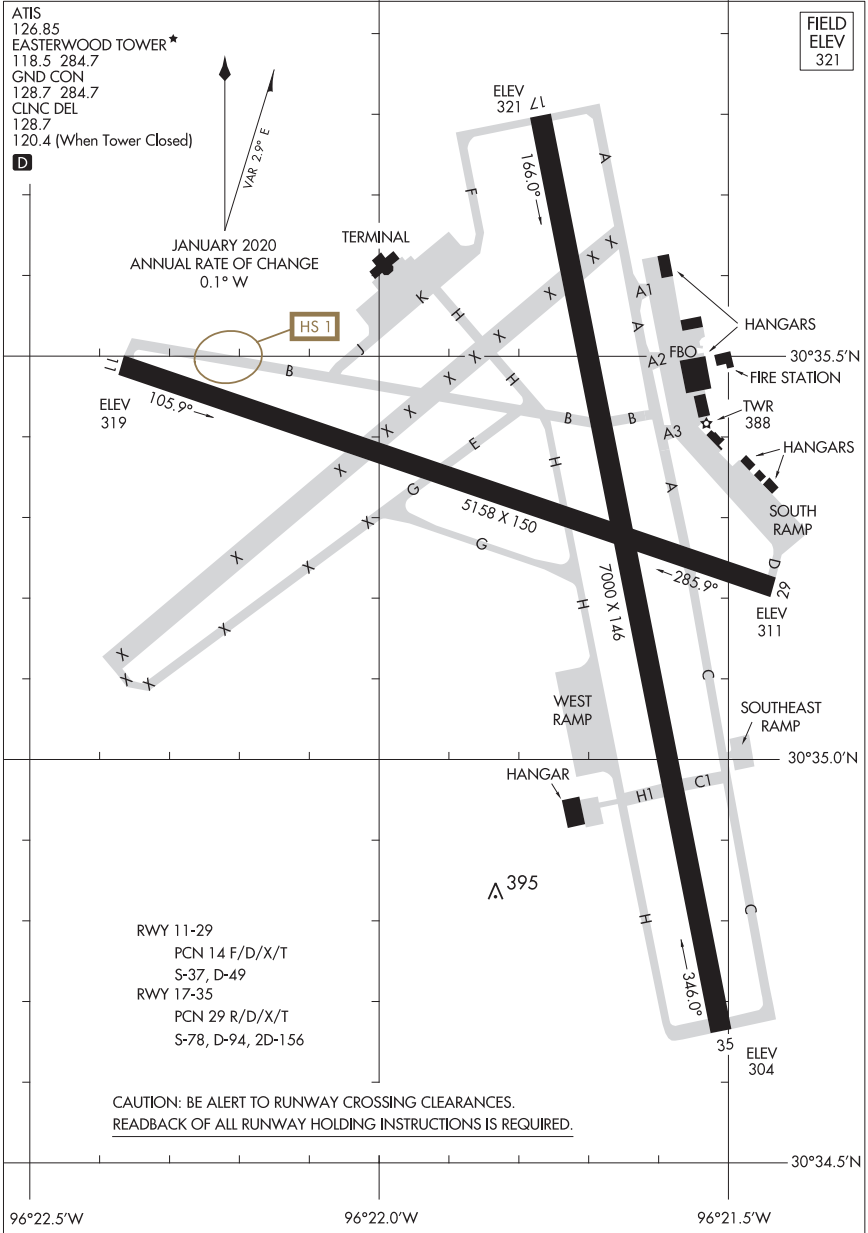 ATIS
126.85
EASTERWOOD TOWER★
118.5 284.7
GND CON
128.7 284.7
CLNC DEL
128.7
120.4 (When Tower Closed)
D
FIELD
ELEV
321
VAR 2.9° E
JANUARY 2020
ANNUAL RATE OF CHANGE
0.1° W
ELEV
321
17
166.0°
A
F
TERMINAL
X
X
X
K
H
A1
A
HANGARS
HS 1
X
X
J
H
A2
FBO
30°35.5'N
11
B
X
FIRE STATION
ELEV
319
105.9°
X
X
B
B
A3
TWR
388
E
HANGARS
X
H
G
A
5158 X 150
SOUTH
RAMP
X
G
X
X
7000 X 146
285.9°
D
29
ELEV
311
H
X
X
X
X
C
WEST
RAMP
SOUTHEAST
RAMP
30°35.0'N
HANGAR
H1
C1
395
H
C
RWY 11-29
PCN 14 F/D/X/T
S-37, D-49
RWY 17-35
PCN 29 R/D/X/T
S-78, D-94, 2D-156
346.0°
35
ELEV
304
CAUTION: BE ALERT TO RUNWAY CROSSING CLEARANCES.
READBACK OF ALL RUNWAY HOLDING INSTRUCTIONS IS REQUIRED.
30°34.5'N
96°22.5'W
96°22.0'W
96°21.5'W